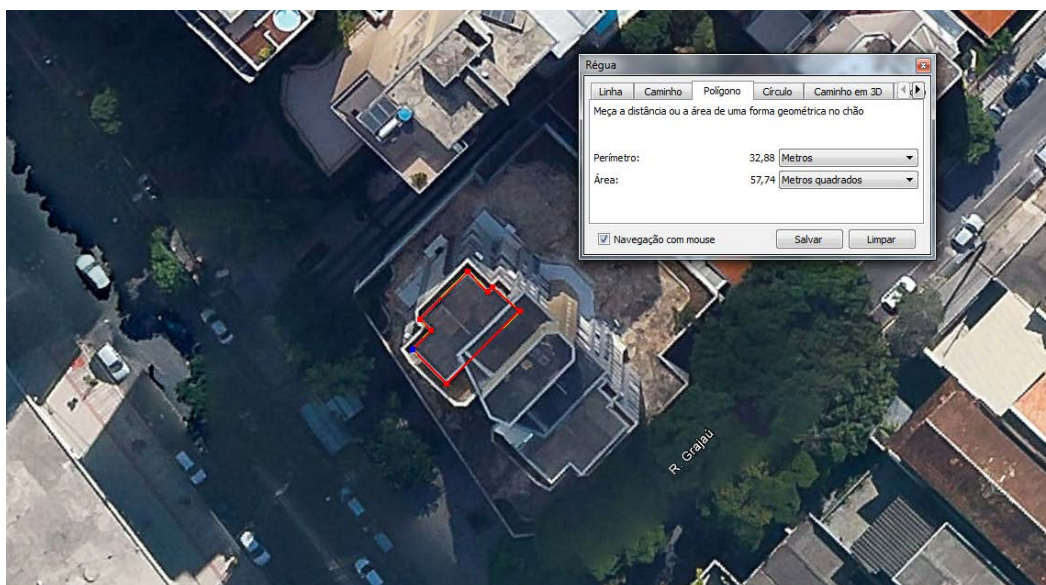 Régua
Linha Caminho Polígono Círculo Caminho em 3D
Meça a distância ou a área de uma forma geométrica no chão
Perímetro: 32,88 Metros
Área: 57,74 Metros quadrados
Navegação com mouse Salvar Limpar
R. Grajaú